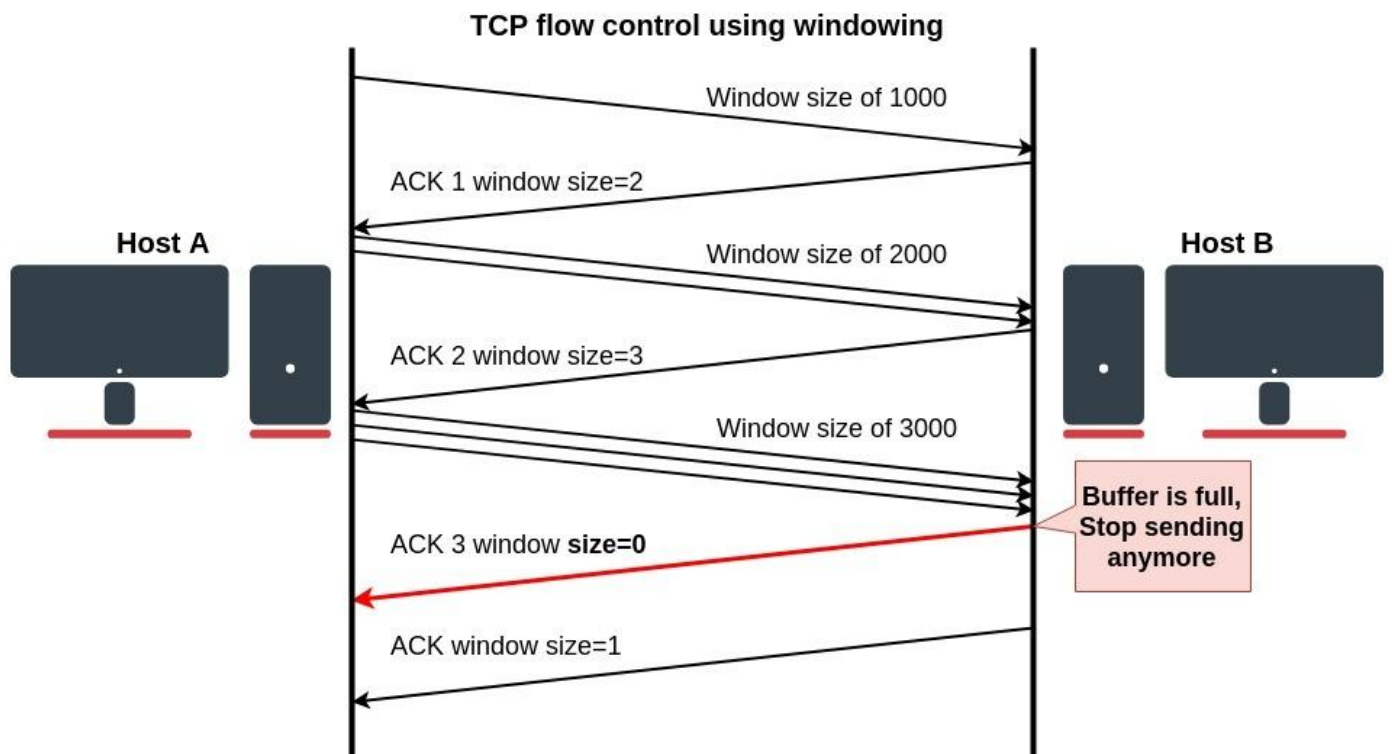 TCP flow control using windowing
Window size of 1000
ACK 1 window size=2
Host A
Host B
Window size of 2000
ACK 2 window size=3
Window size of 3000
Buffer is full,
Stop sending
anymore
ACK 3 window size=0
ACK window size=1